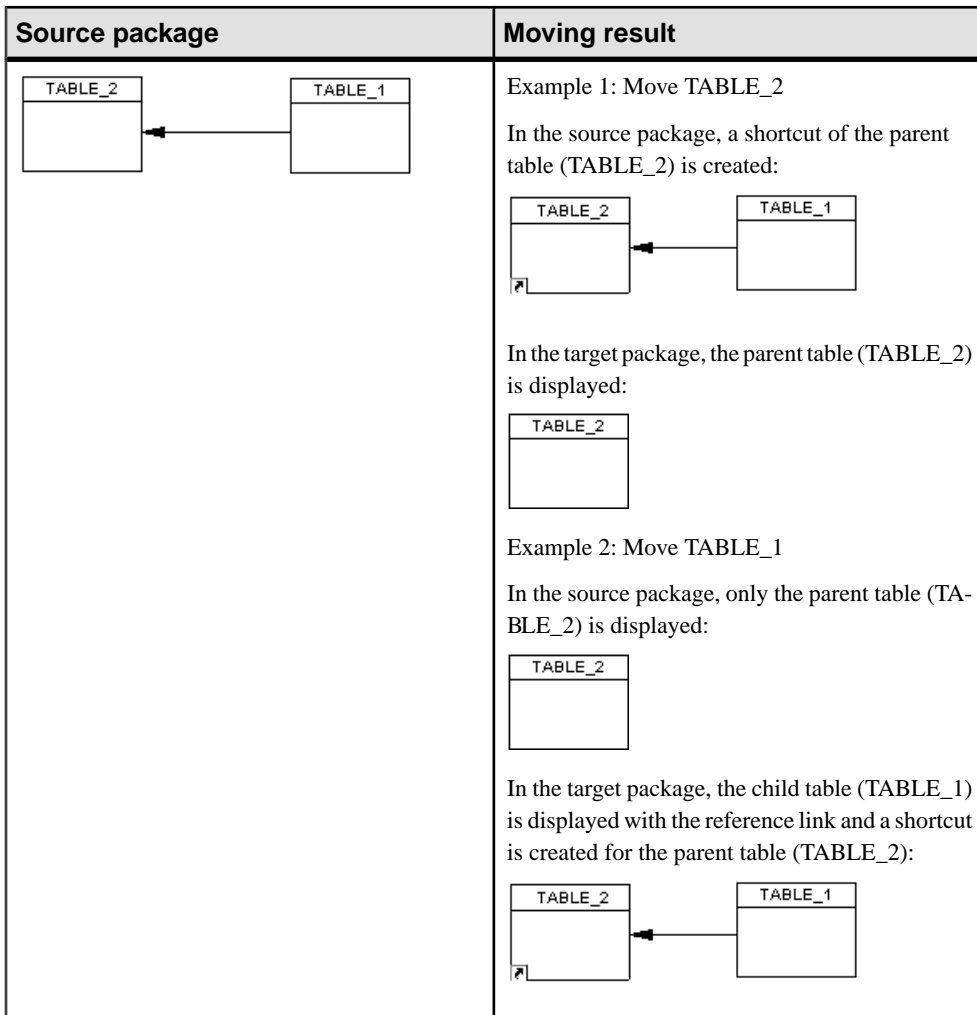 Source package
Moving result
TABLE_2
TABLE_1
Example 1: Move TABLE_2
In the source package, a shortcut of the parent
table (TABLE_2) is created:
TABLE_2
TABLE_1
In the target package, the parent table (TABLE_2)
is displayed:
TABLE_2
Example 2: Move TABLE_1
In the source package, only the parent table (TA-
BLE_2) is displayed:
TABLE_2
In the target package, the child table (TABLE_1)
is displayed with the reference link and a shortcut
is created for the parent table (TABLE_2):
TABLE_2
TABLE_1